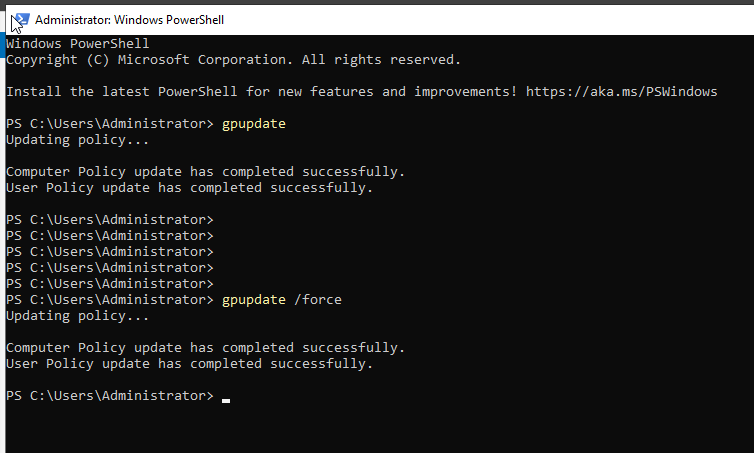 Administrator: Windows PowerShell
Windows PowerShell
Copyright (C) Microsoft Corporation. All rights reserved.
Install the latest PowerShell for new features and improvements! https://aka.ms/PSWindows
PS C:\Users\Administrator> gpupdate
Updating policy...
Computer Policy update has completed successfully.
User Policy update has completed successfully.
PS C:\Users\Administrator>
PS C:\Users\Administrator>
PS C:\Users\Administrator>
PS C:\Users\Administrator>
PS C:\Users\Administrator>
PS C:\Users\Administrator> gpupdate /force
Updating policy...
Computer Policy update has completed successfully.
User Policy update has completed successfully.
PS C:\Users\Administrator>